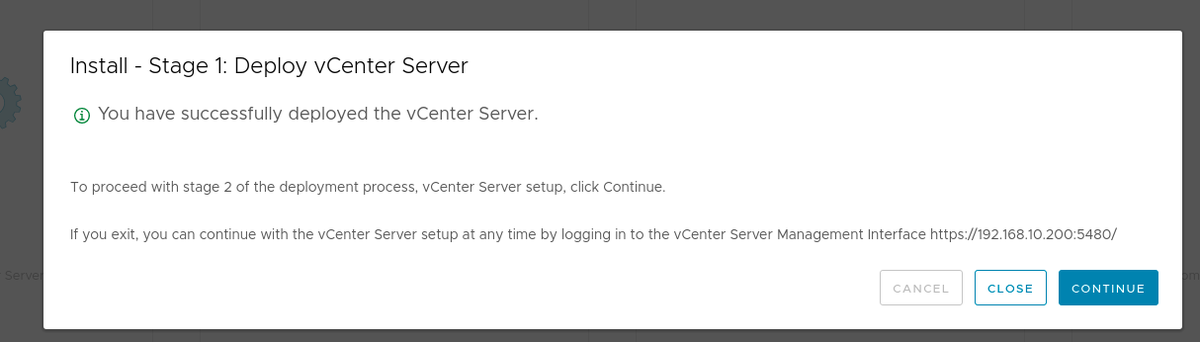 Install - Stage 1: Deploy vCenter Server
You have successfully deployed the vCenter Server.
To proceed with stage 2 of the deployment process, vCenter Server setup, click Continue.
If you exit, you can continue with the vCenter Server setup at any time by logging in to the vCenter Server Management Interface https://192.168.10.200:5480/
Server
CANCEL CLOSE CONTINUE